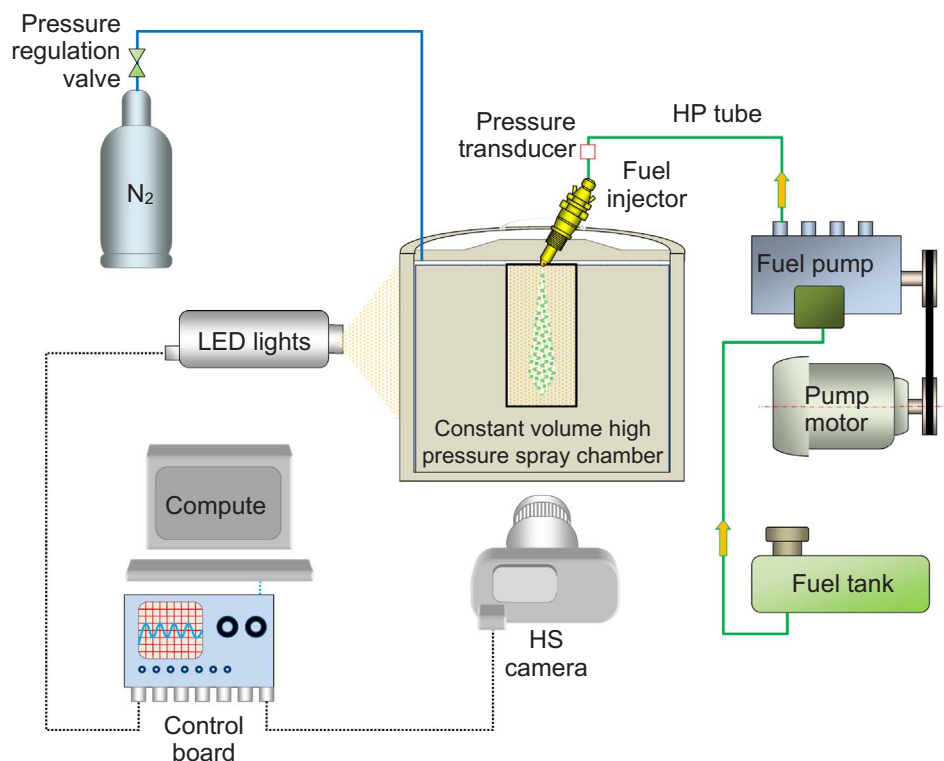 Pressure
regulation
valve
N₂
Pressure
transducer
HP tube
Fuel
injector
Fuel pump
LED lights
Pump
motor
Constant volume high
pressure spray chamber
Compute
Fuel tank
HS
camera
Control
board